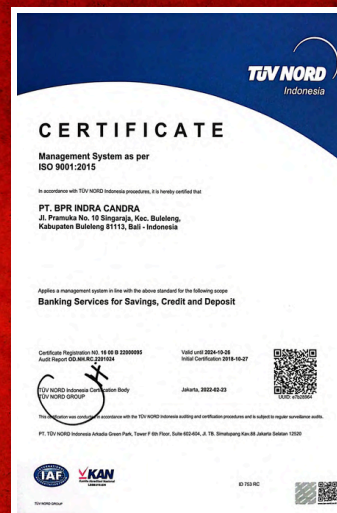 TÜV NORD
Indonesia
CERTIFICATE
Management System as per
ISO 9001:2015
In accordance with TÜV NORD Indonesia procedures, it is hereby certified that
PT. BPR INDRA CANDRA
Jl. Pramuka No. 10 Singaraja, Kec. Buleleng,
Kabupaten Buleleng 81113, Bali - Indonesia
Applies a management system in line with the above standard for the following scope
Banking Services for Savings, Credit and Deposit
Certificate Registration NO. 16 00 B 22000095
Audit Report OD.NH.RC.2201024
Valid until 2024-10-26
Initial Certification 2018-10-27
TÜV NORD Indonesia Certification Body
TÜV NORD GROUP
Jakarta, 2022-02-23
This certification was conducted in accordance with the TÜV NORD Indonesia auditing and certification procedures and is subject to regular surveillance audits.
PT. TÜV NORD Indonesia Arkadia Green Park, Tower F 6th Floor, Suite 602-604, Jl. TB. Simatupang Kav.88 Jakarta Selatan 12520
IAF
KAN
ID 753 RC
TÜV NORD GROUP